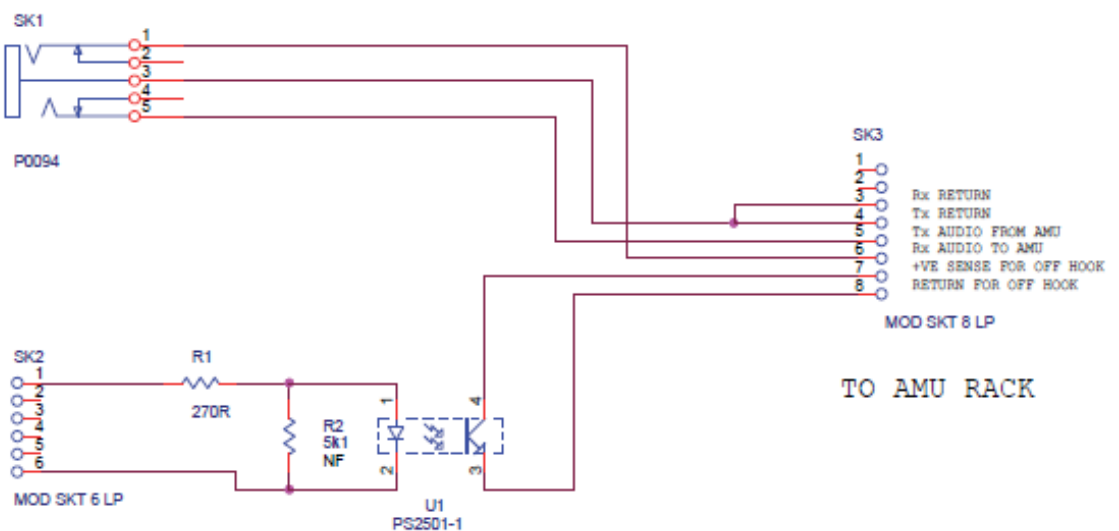 SK1
1
2
3
4
5
P0094
SK3
1
2
3
4
5
6
7
8
Rx RETURN
Tx RETURN
Tx AUDIO FROM AMU
Rx AUDIO TO AMU
+VE SENSE FOR OFF HOOK
RETURN FOR OFF HOOK
MOD SKT 8 LP
TO AMU RACK
SK2
1
2
3
4
5
6
MOD SKT 6 LP
R1
270R
R2
5k1
NF
1
2
4
3
U1
PS2501-1